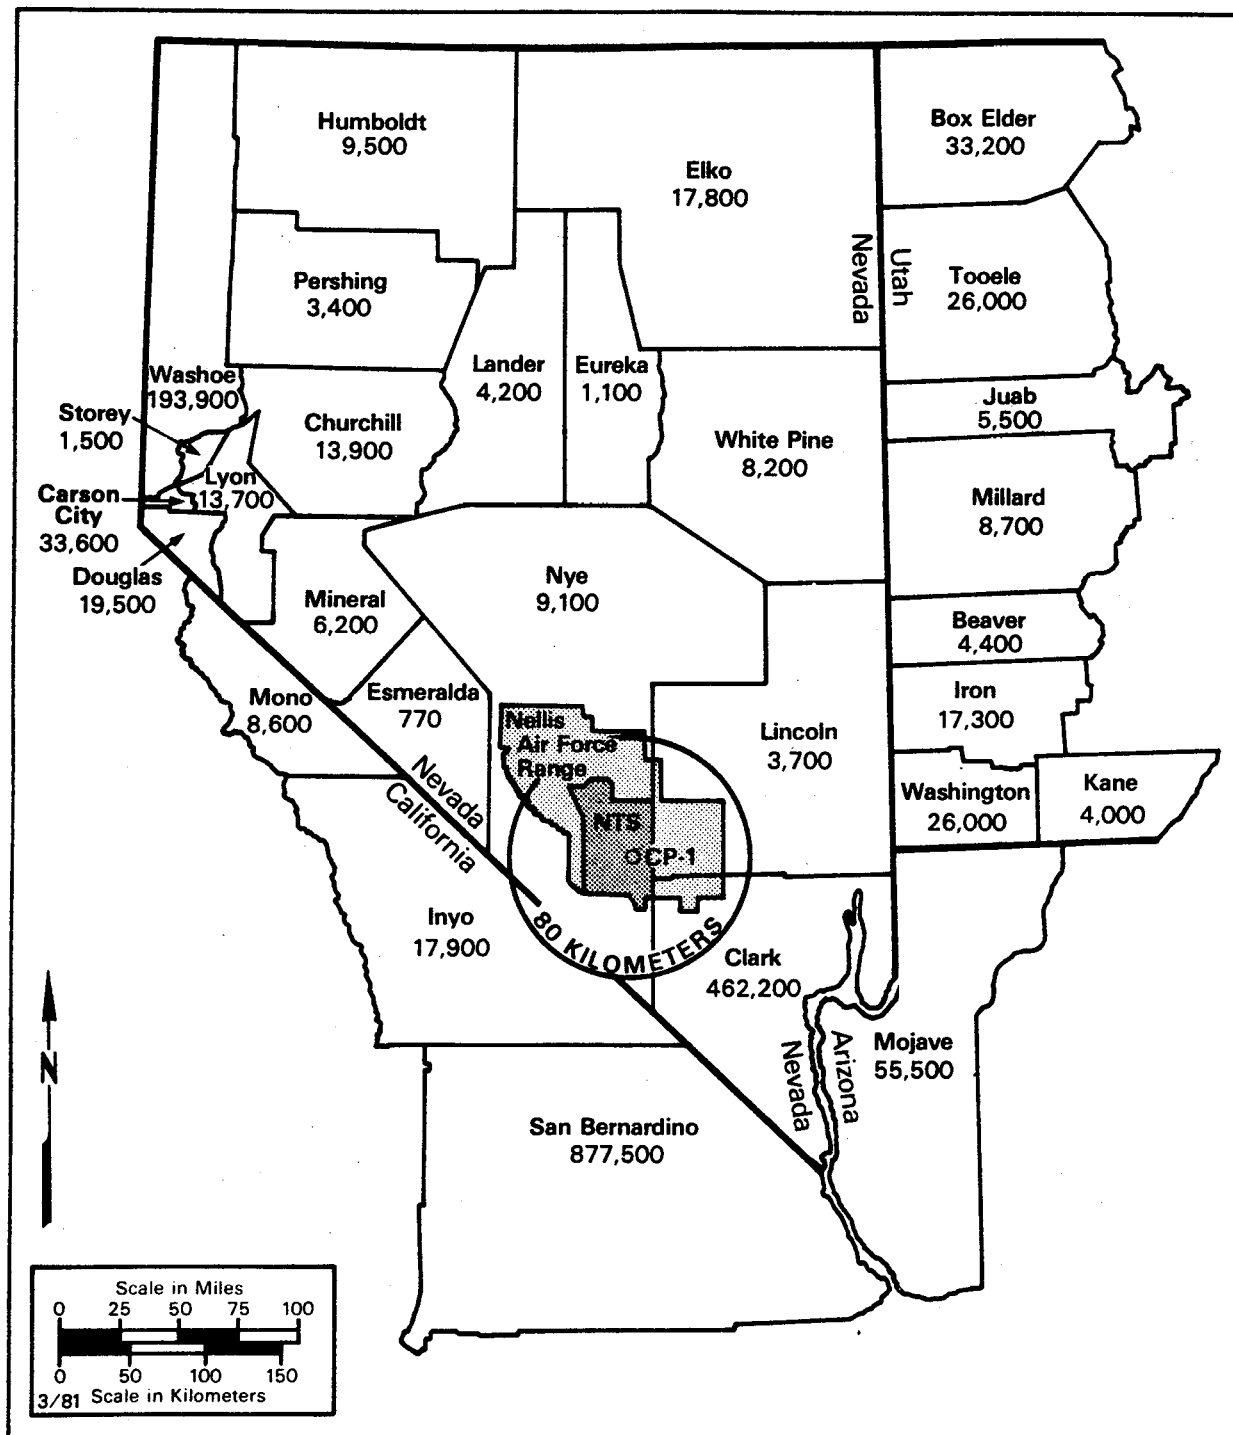 Humboldt
9,500
Elko
17,800
Box Elder
33,200
Nevada
Utah
Tooele
26,000
Pershing
3,400
Lander
4,200
Eureka
1,100
Washoe
193,900
Storey
1,500
Churchill
13,900
Juab
5,500
White Pine
8,200
Lyon
13,700
Carson
City
33,600
Millard
8,700
Douglas
19,500
Nye
9,100
Mineral
6,200
Beaver
4,400
Mono
8,600
Esmeralda
770
Iron
17,300
Nellis
Air Force
Range
Lincoln
3,700
Nevada
California
Washington
26,000
Kane
4,000
NTS
CP-1
80 KILOMETERS
Inyo
17,900
Clark
462,200
N
Nevada
Arizona
Mojave
55,500
San Bernardino
877,500
Scale in Miles
0 25 50 75 100
0 50 100 150
3/81 Scale in Kilometers